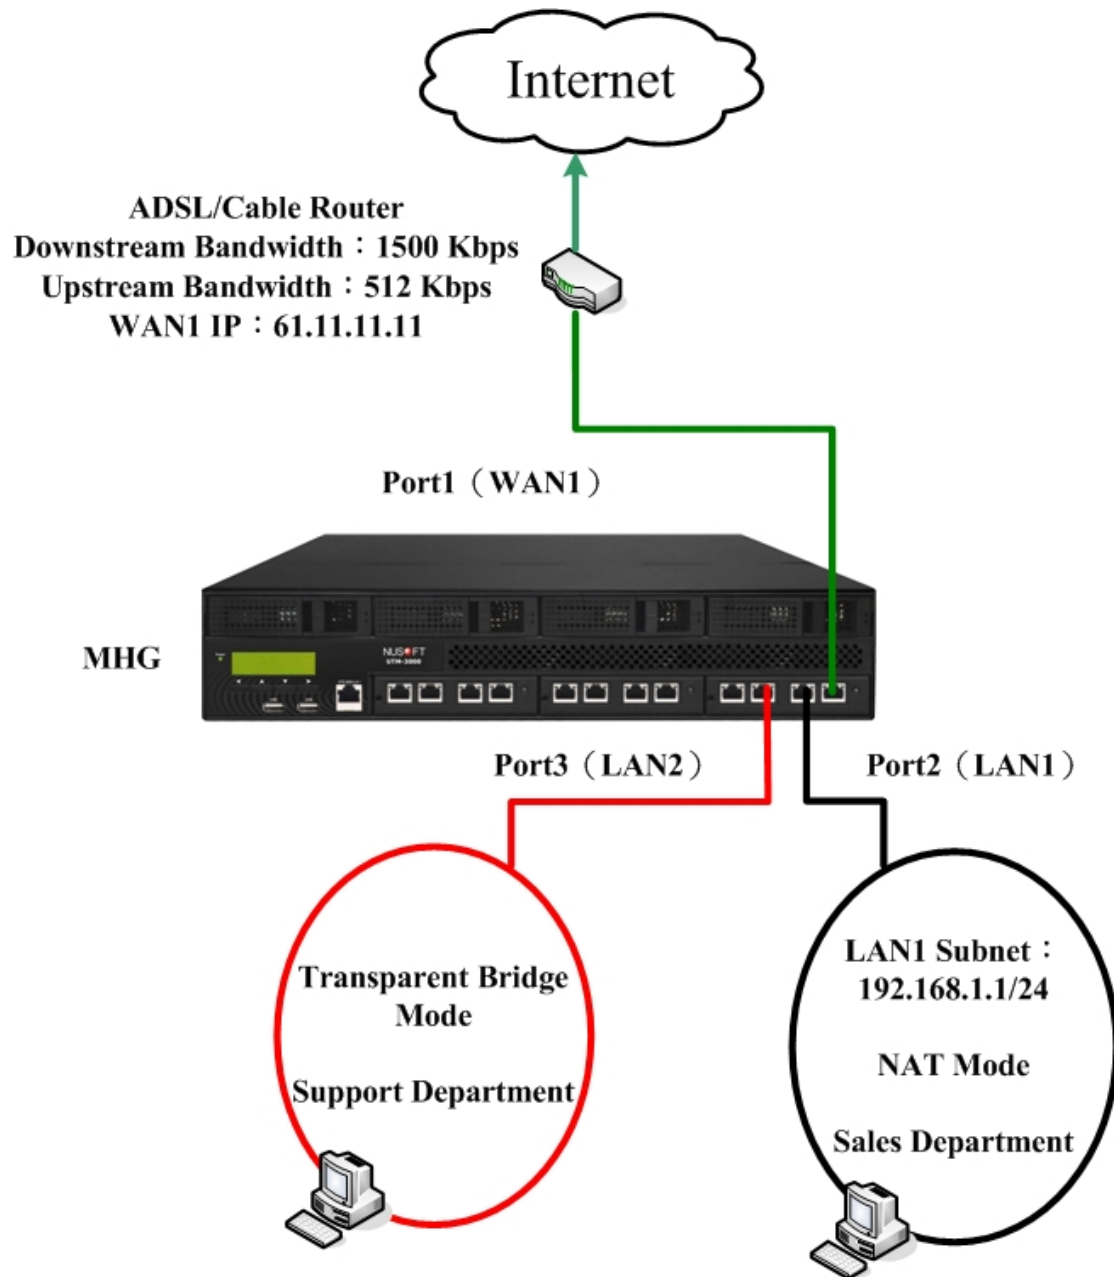 Internet
ADSL/Cable Router
Downstream Bandwidth：1500 Kbps
Upstream Bandwidth：512 Kbps
WAN1 IP：61.11.11.11
Port1（WAN1）
MHG
NUSOFT
UTM-3000
Port3（LAN2）
Port2（LAN1）
Transparent Bridge
Mode
Support Department
LAN1 Subnet：
192.168.1.1/24
NAT Mode
Sales Department